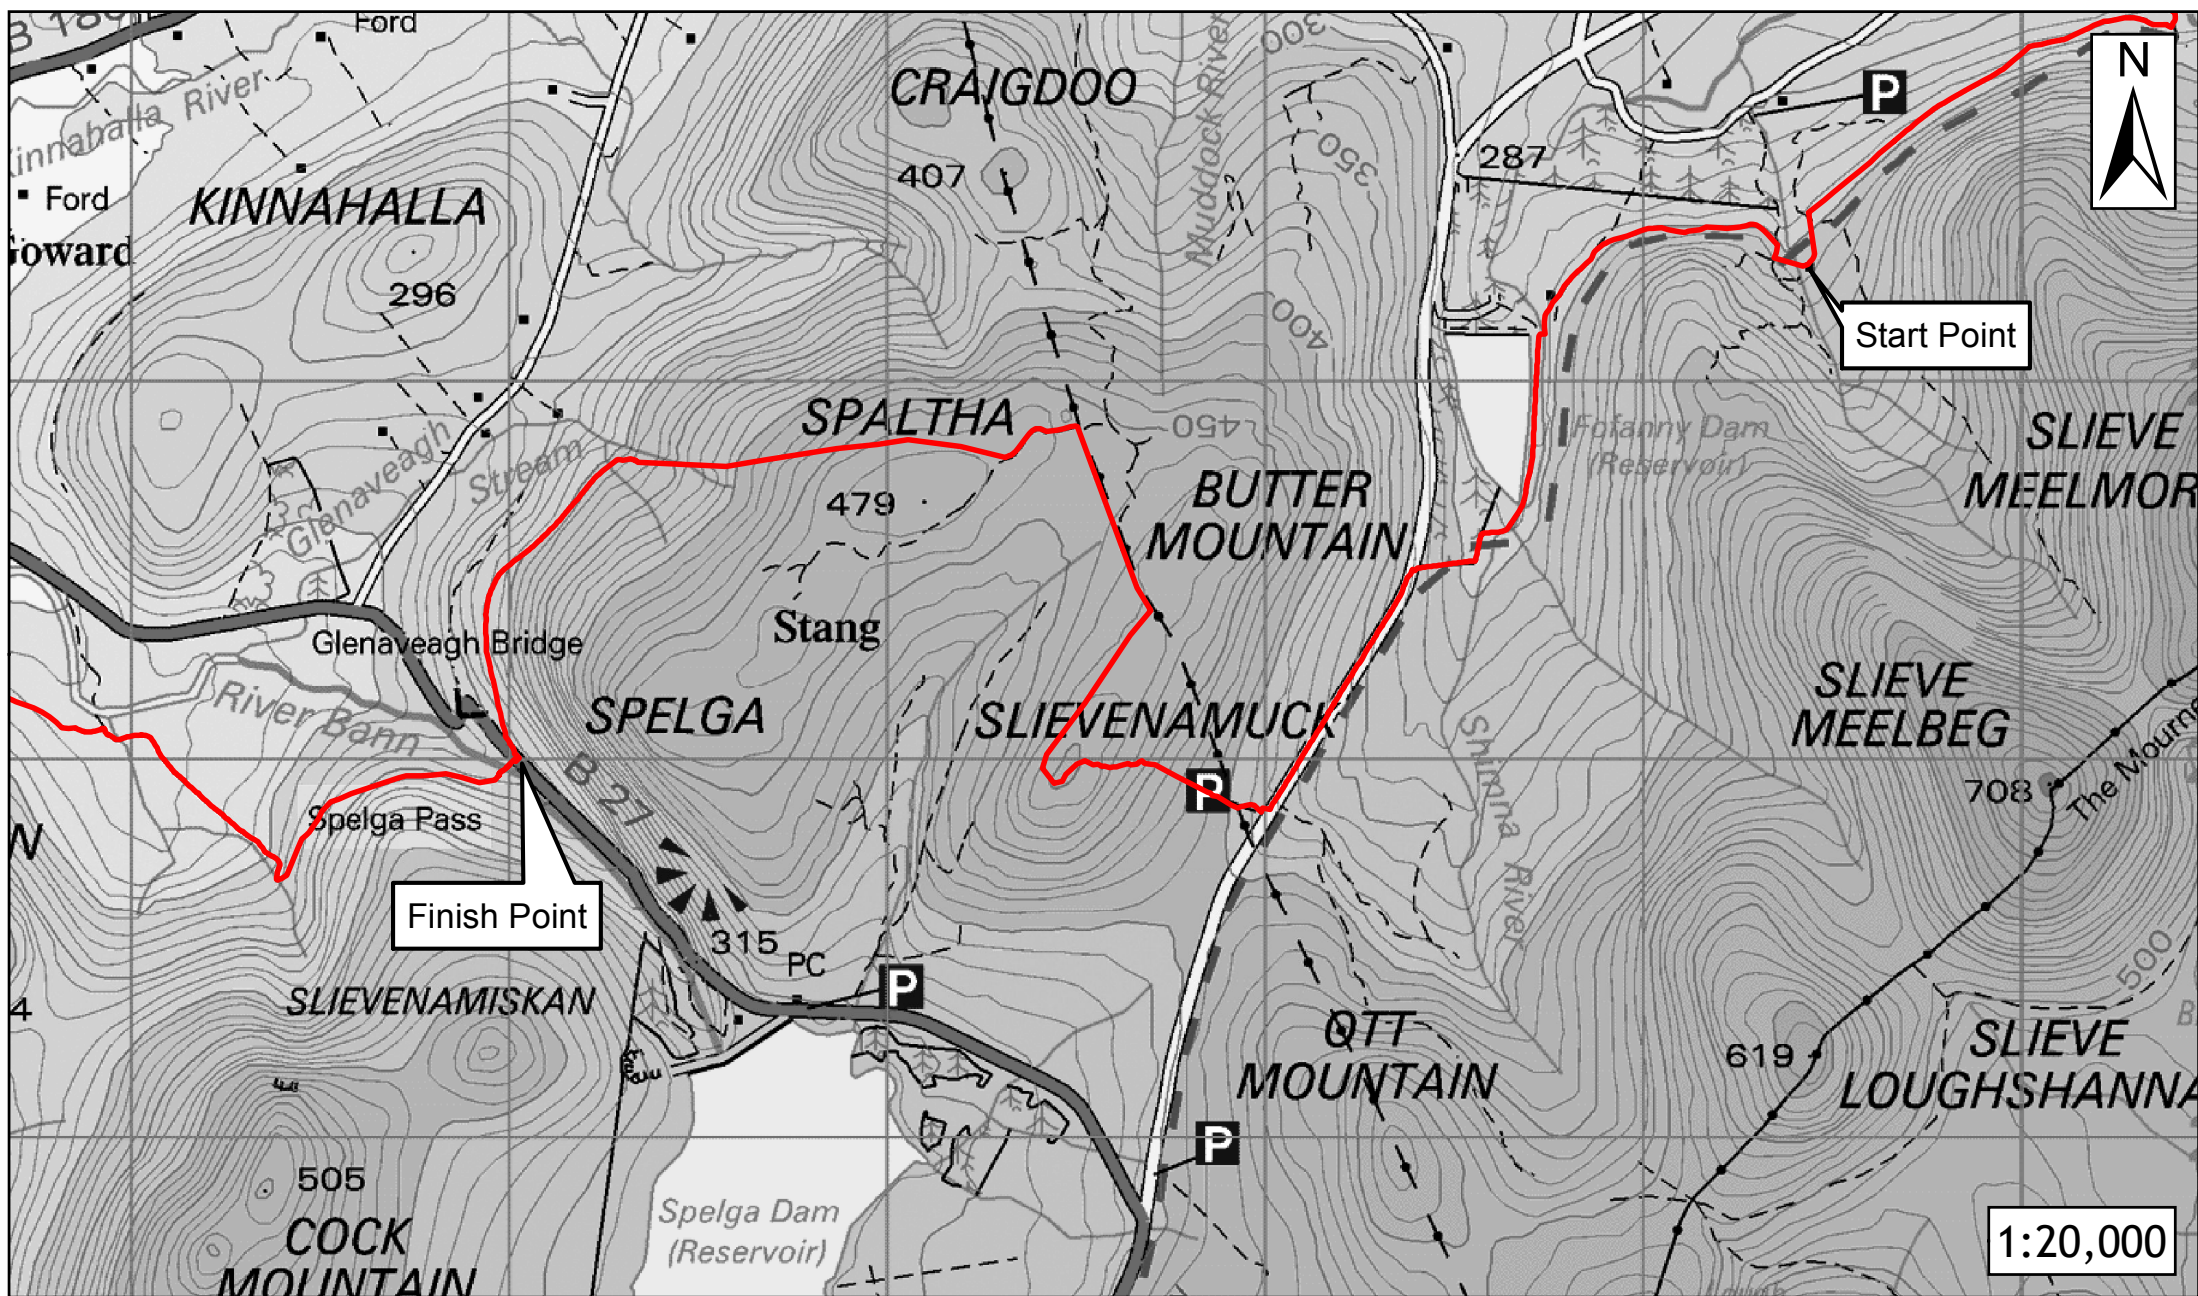 B 180
Ford
Kinnahalla River
Ford
Goward
KINNAHALLA
296
CRAIGDOO
407
Muddock River
300
350
400
287
P
N
Start Point
SPALTHA
450
479
Stang
BUTTER
MOUNTAIN
Fofanny Dam
(Reservoir)
SLIEVE
MEELMOR
Glenaveagh
Stream
Glenaveagh Bridge
River Bann
SPELGA
B 27
SLIEVENAMUCK
P
Shimna River
SLIEVE
MEELBEG
708
The Mourne
N
Spelga Pass
Finish Point
315
PC
P
SLIEVENAMISKAN
4
OTT
MOUNTAIN
P
619
500
SLIEVE
LOUGHSHANNA
B
505
COCK
MOUNTAIN
Spelga Dam
(Reservoir)
1:20,000